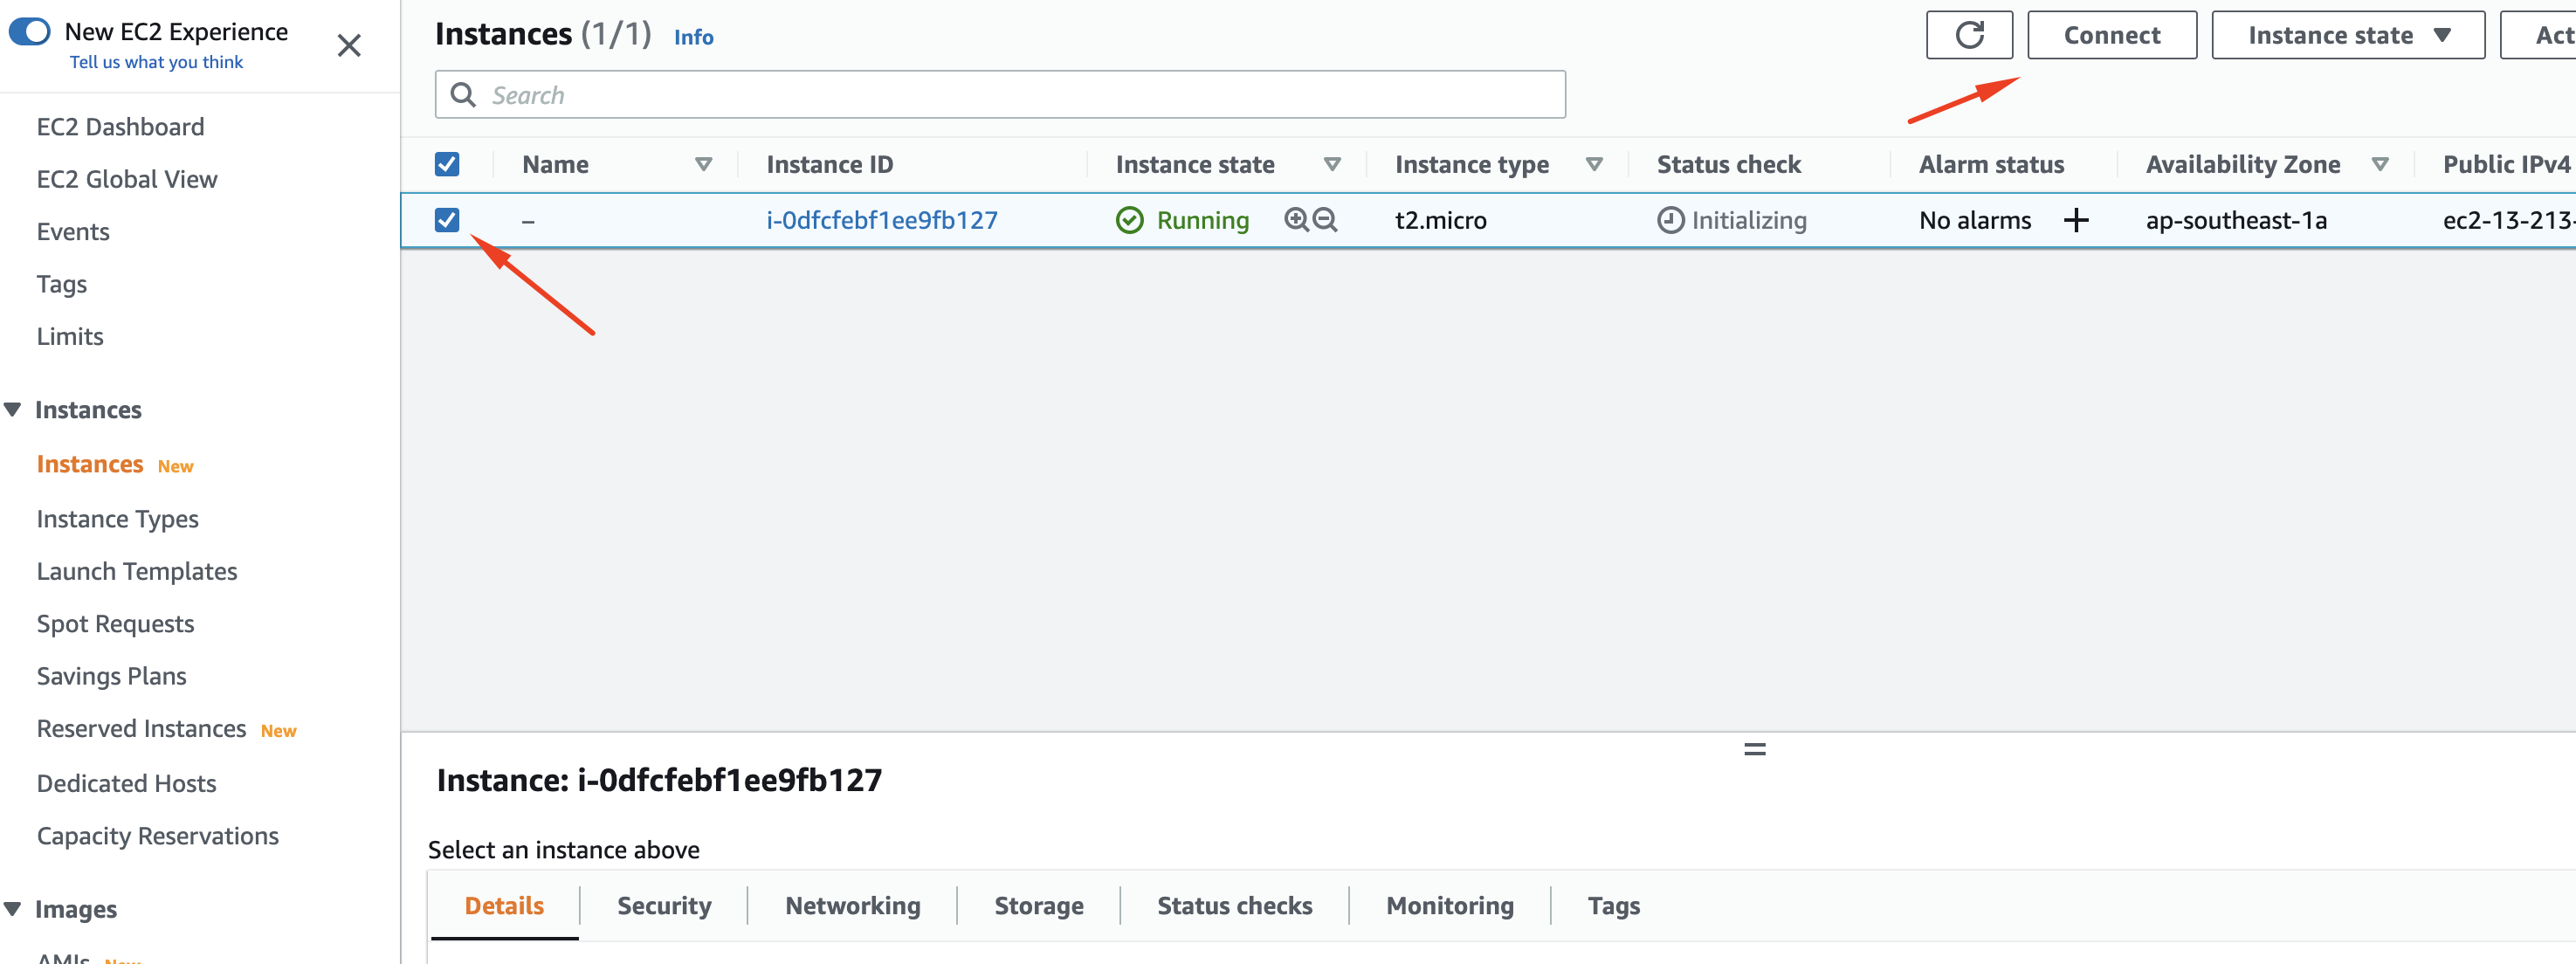 New EC2 Experience
Tell us what you think
EC2 Dashboard
EC2 Global View
Events
Tags
Limits
Instances
Instances New
Instance Types
Launch Templates
Spot Requests
Savings Plans
Reserved Instances New
Dedicated Hosts
Capacity Reservations
Images
AMIs New
Instances (1/1) Info
Connect
Instance state
Act
Search
Name Instance ID Instance state Instance type Status check Alarm status Availability Zone Public IPv4
– i-0dfcfebf1ee9fb127 Running t2.micro Initializing No alarms + ap-southeast-1a ec2-13-213-
Instance: i-0dfcfebf1ee9fb127
Select an instance above
Details Security Networking Storage Status checks Monitoring Tags